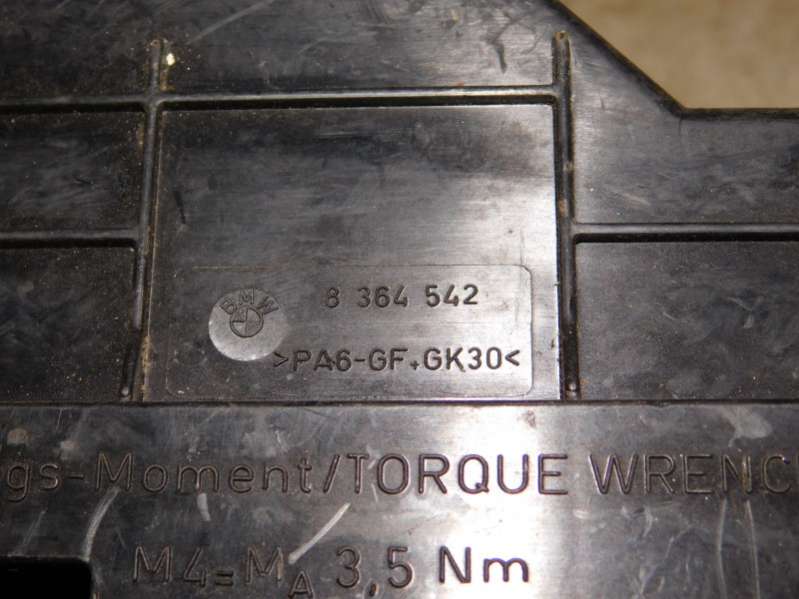 8 364 542
BMW
>PA6-GF+GK30<
gs-Moment/TORQUE WRENC
M4=MA 3,5 Nm